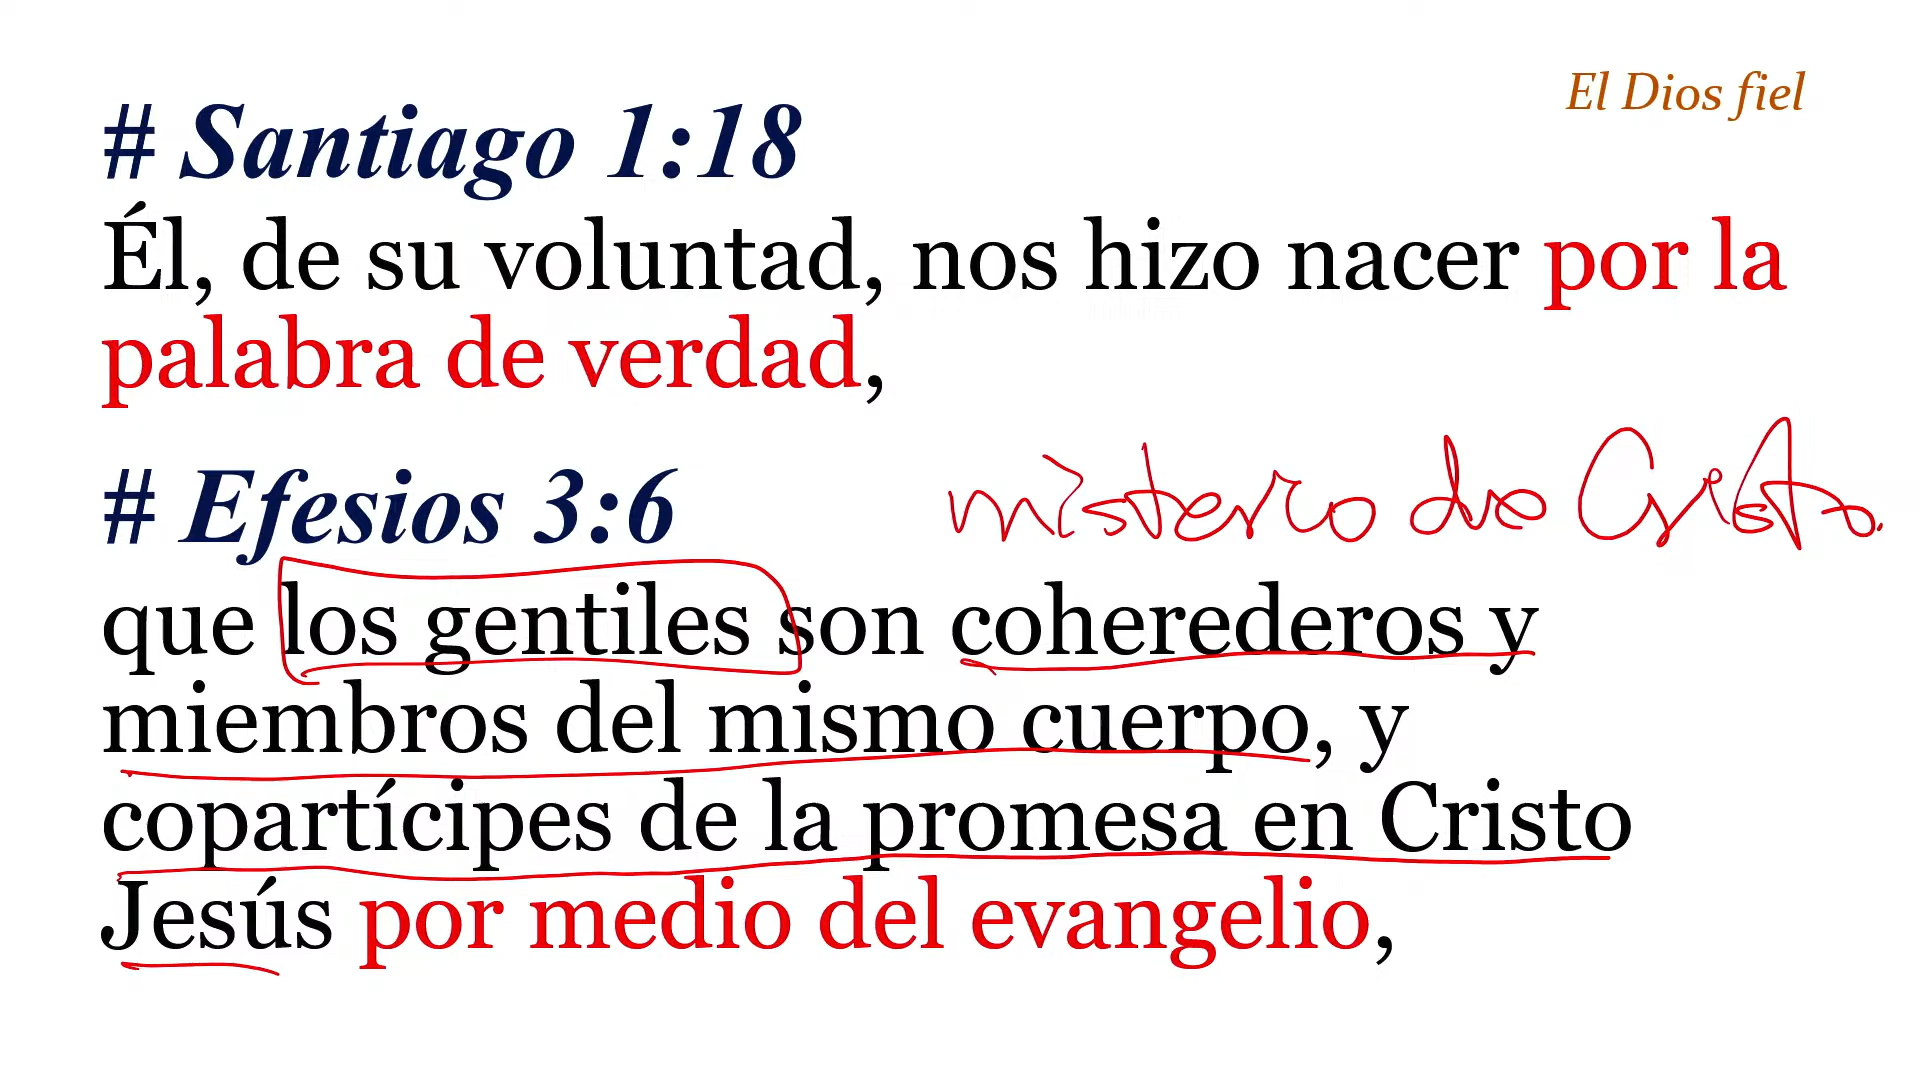 El Dios fiel
# Santiago 1:18
Él, de su voluntad, nos hizo nacer por la
palabra de verdad,
# Efesios 3:6
misterio de Cristo.
que los gentiles son coherederos y
miembros del mismo cuerpo, y
copartícipes de la promesa en Cristo
Jesús por medio del evangelio,